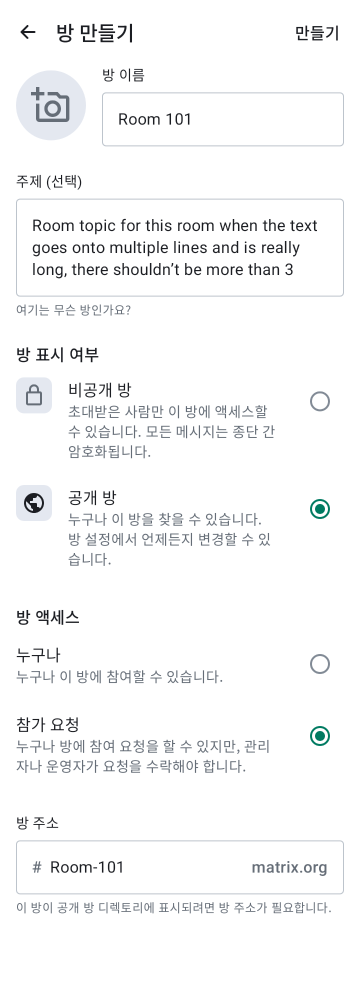 방 만들기
만들기
방 이름
Room 101
주제 (선택)
Room topic for this room when the text
goes onto multiple lines and is really
long, there shouldn’t be more than 3
여기는 무슨 방인가요?
방 표시 여부
비공개 방
초대받은 사람만 이 방에 액세스할
수 있습니다. 모든 메시지는 종단 간
암호화됩니다.
공개 방
누구나 이 방을 찾을 수 있습니다.
방 설정에서 언제든지 변경할 수 있
습니다.
방 액세스
누구나
누구나 이 방에 참여할 수 있습니다.
참가 요청
누구나 방에 참여 요청을 할 수 있지만, 관리
자나 운영자가 요청을 수락해야 합니다.
방 주소
# Room-101 matrix.org
이 방이 공개 방 디렉토리에 표시되려면 방 주소가 필요합니다.